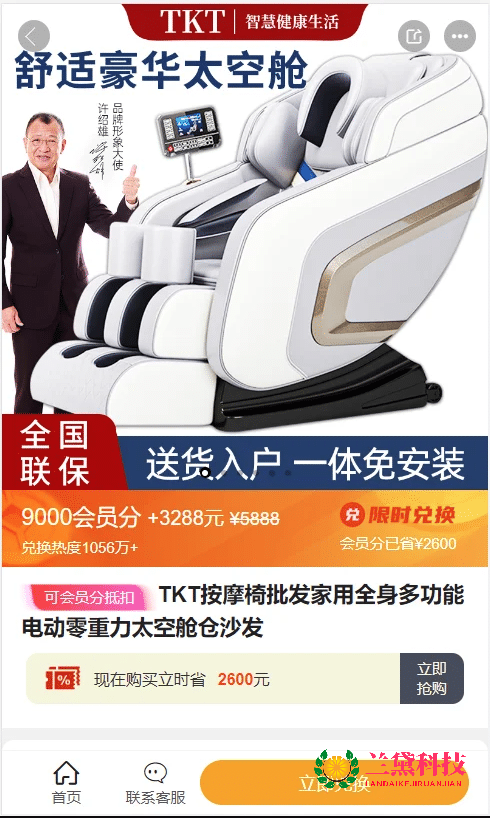 TKT 智慧健康生活
舒适豪华太空舱
品牌形象大使
许绍雄
全国
联保
送货入户 一体免安装
9000会员分 +3288元 ¥5888
兑 限时兑换
兑换热度1056万+
会员分已省¥2600
可会员分抵扣 TKT按摩椅批发家用全身多功能
电动零重力太空舱仓沙发
% 现在购买立时省 2600元
立即
抢购
兰黛科技
LANDAIKEJIRUANJIAN
立即兑换
首页
联系客服